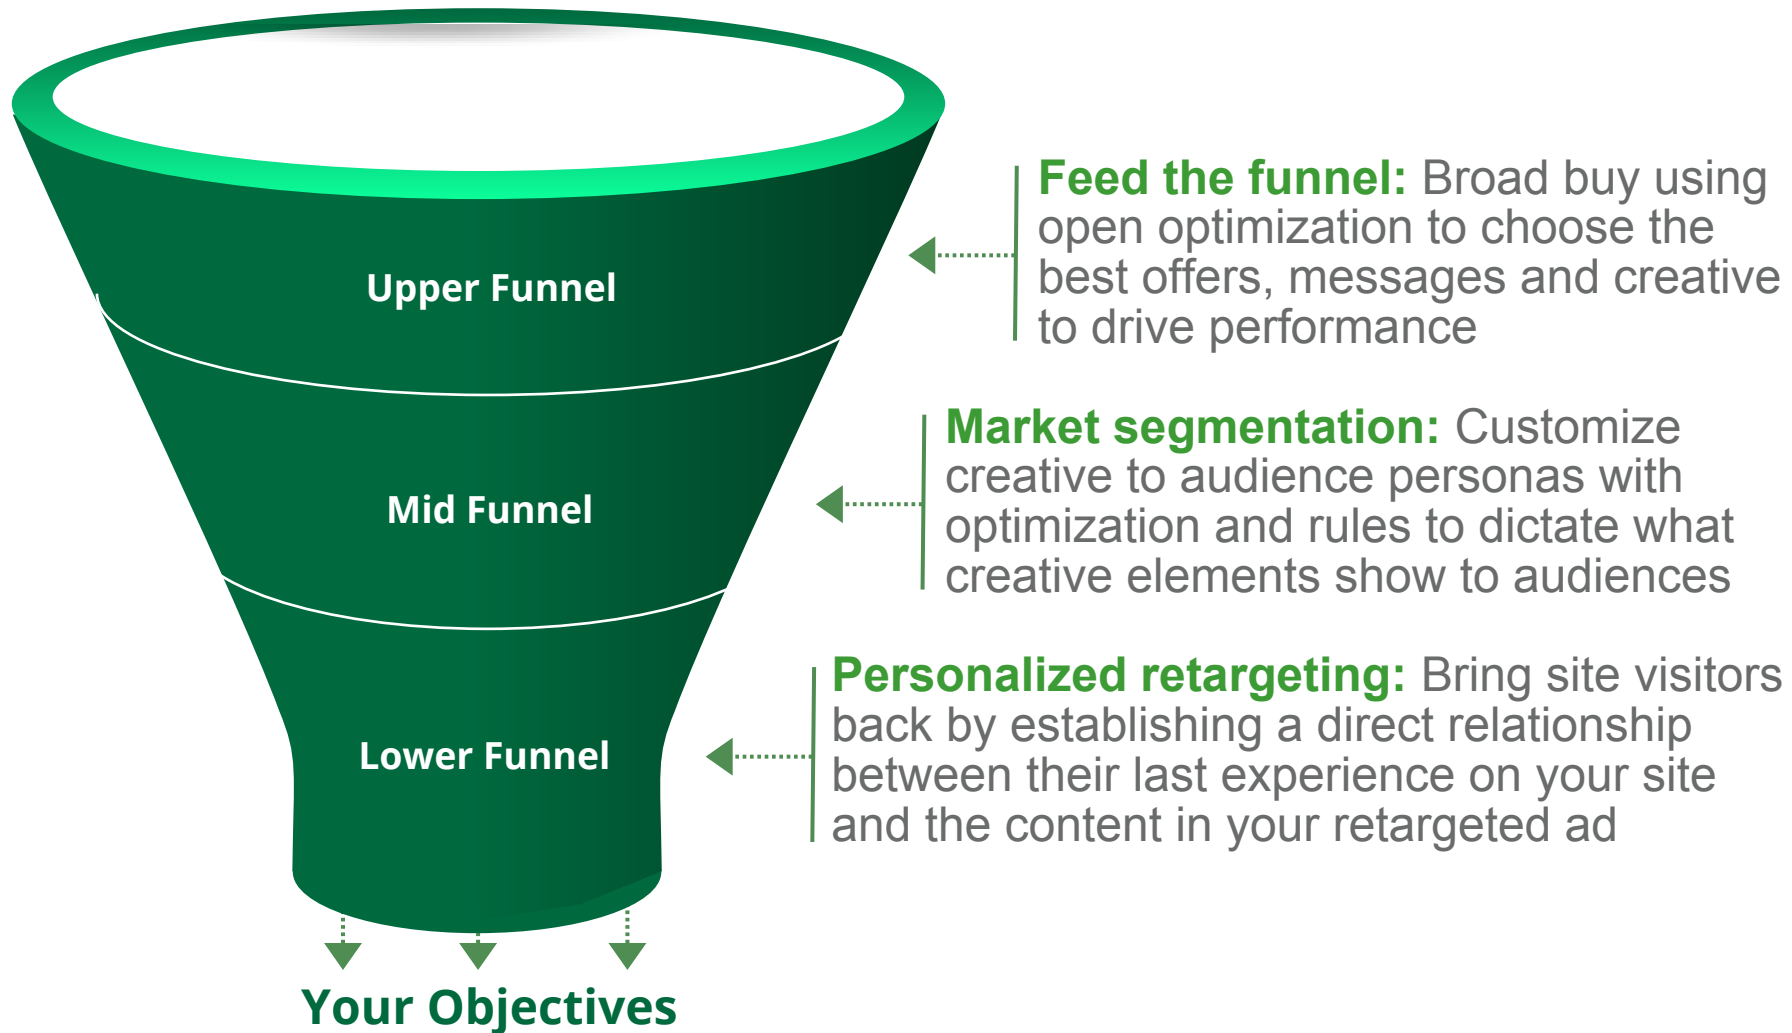 Upper Funnel
Feed the funnel: Broad buy using
open optimization to choose the
best offers, messages and creative
to drive performance
Mid Funnel
Market segmentation: Customize
creative to audience personas with
optimization and rules to dictate what
creative elements show to audiences
Lower Funnel
Personalized retargeting: Bring site visitors
back by establishing a direct relationship
between their last experience on your site
and the content in your retargeted ad
Your Objectives